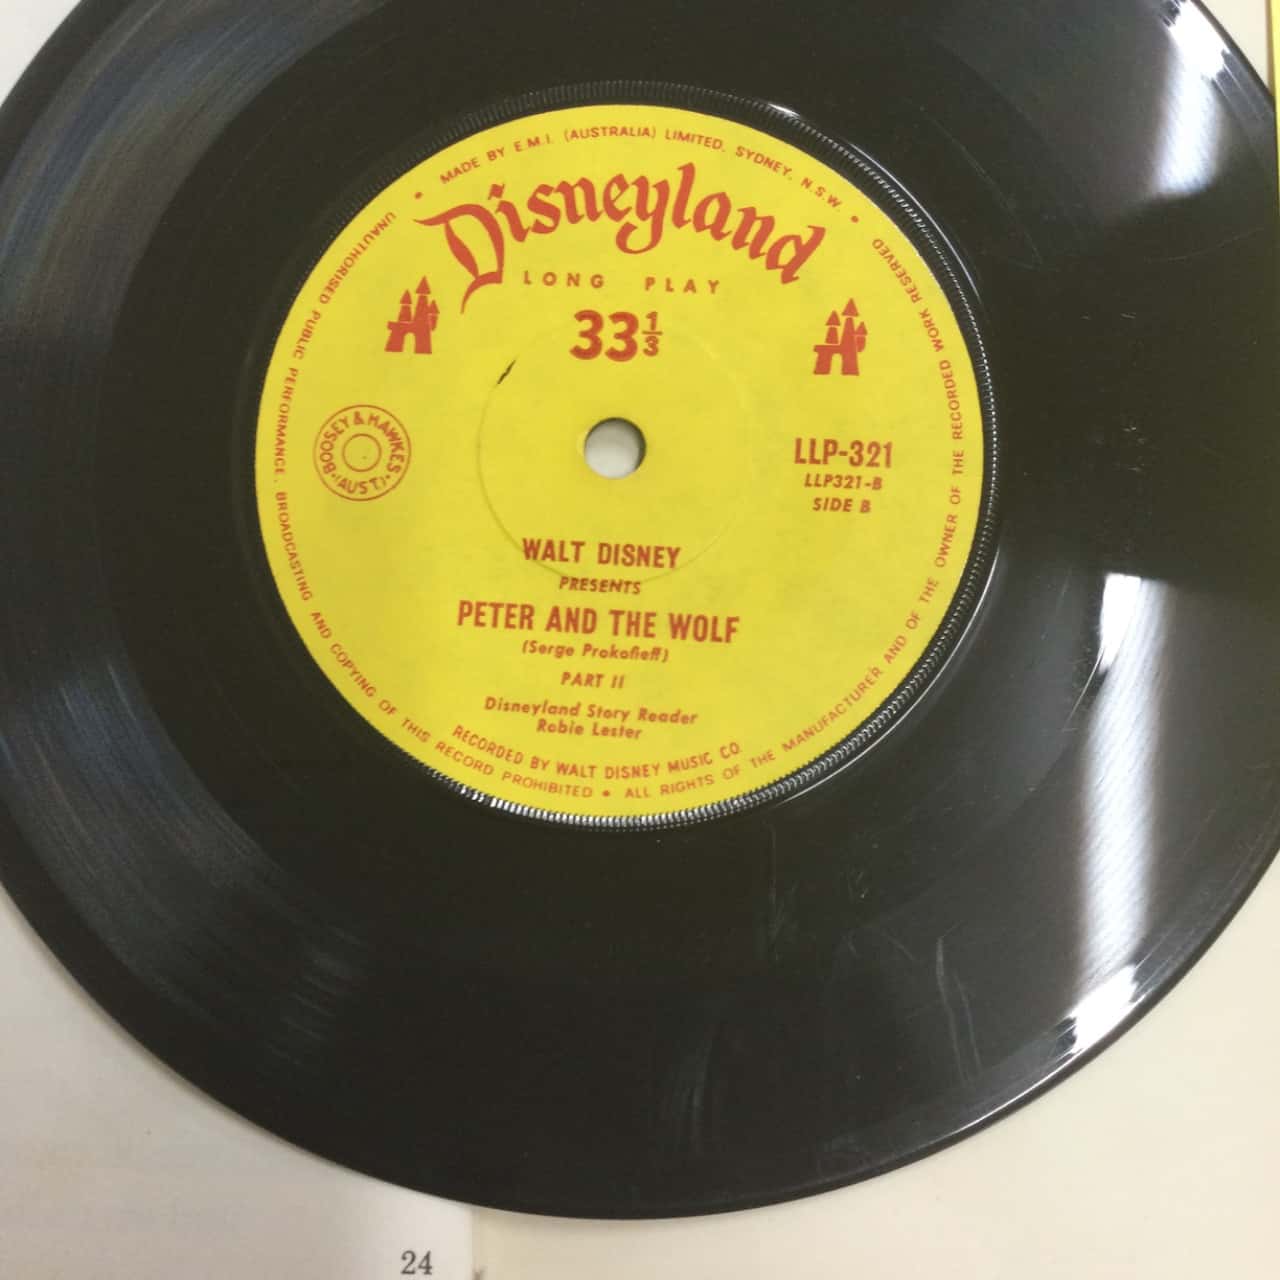 MADE BY E.M.I. (AUSTRALIA) LIMITED. SYDNEY. N.S.W.
Disneyland
LONG PLAY
33 1/3
BOOSEY & HAWKES
(AUST.)
LLP-321
LLP321-B
SIDE B
WALT DISNEY
PRESENTS
PETER AND THE WOLF
(Serge Prokofieff)
PART II
Disneyland Story Reader
Robie Lester
RECORDED BY WALT DISNEY MUSIC CO.
UNAUTHORISED PUBLIC PERFORMANCE, BROADCASTING AND COPYING OF THIS RECORD PROHIBITED • ALL RIGHTS OF THE MANUFACTURER AND OF THE OWNER OF THE RECORDED WORK RESERVED
24